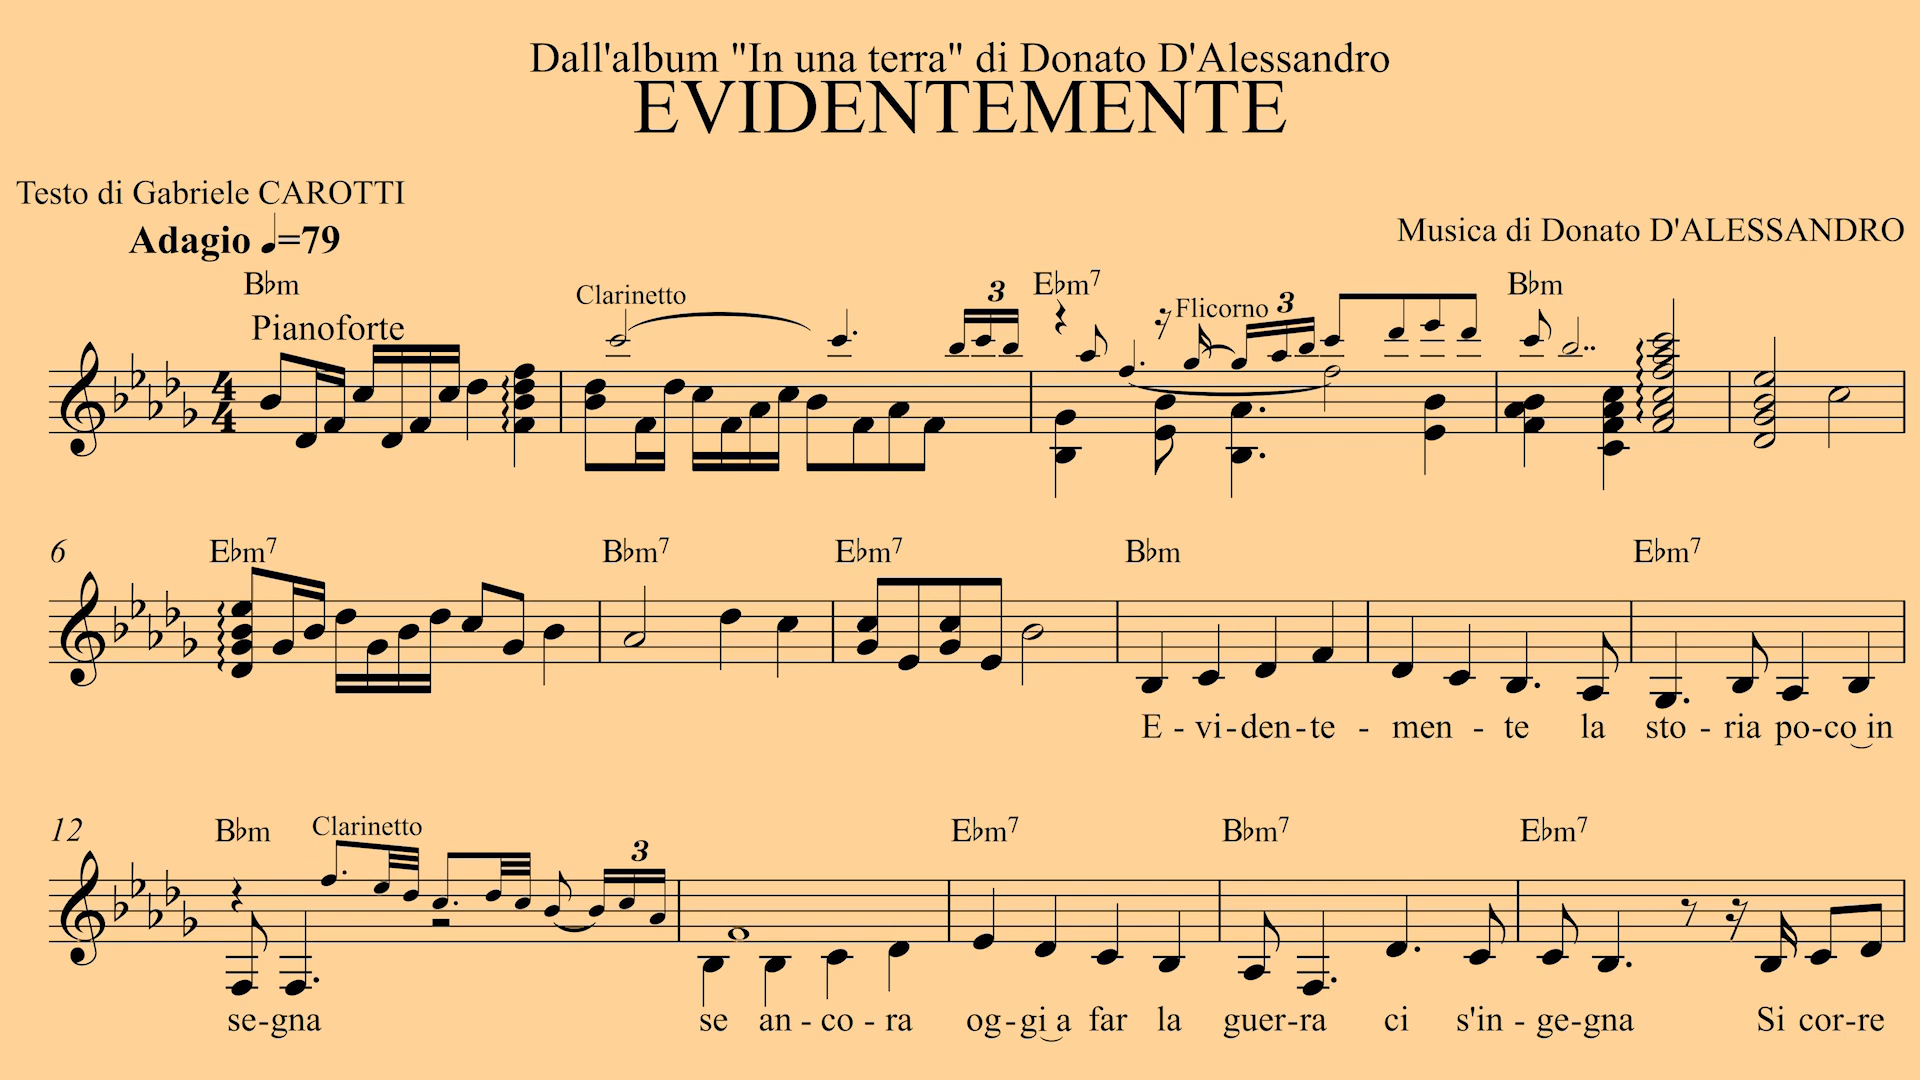 Dall'album "In una terra" di Donato D'Alessandro
EVIDENTEMENTE
Testo di Gabriele CAROTTI
Adagio ♩=79
Musica di Donato D'ALESSANDRO
B♭m E♭m7 B♭m
Pianoforte Clarinetto 3 Flicorno 3
4/4
6 E♭m7 B♭m7 E♭m7 B♭m E♭m7
E - vi-den-te - men - te la sto - ria po-co‿in
12 B♭m Clarinetto 3 E♭m7 B♭m7 E♭m7
se-gna se an - co - ra og-gi‿a far la guer-ra ci s'in - ge-gna Si cor-re